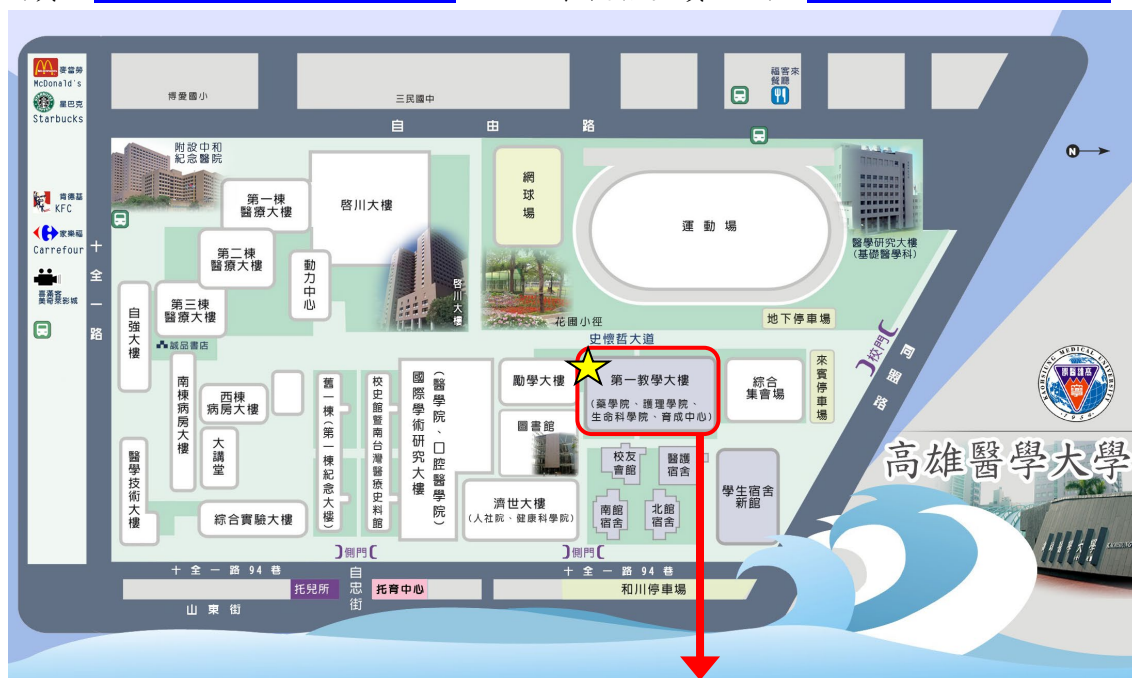 麥當勞
McDonald's
星巴克
Starbucks
肯德基
KFC
家樂福
Carrefour
喜滿客
美奇萊影城
博愛國小
三民國中
福客來
餐廳
自由路
N
十全一路
附設中和
紀念醫院
第一棟
醫療大樓
啓川大樓
網球場
運動場
醫學研究大樓
(基礎醫學科)
第二棟
醫療大樓
動力中心
啓川大樓
第三棟
醫療大樓
自強大樓
誠品書店
花圃小徑
地下停車場
史懷哲大道
校門
同盟路
南棟病房大樓
西棟
病房大樓
大講堂
舊一棟(第一棟紀念大樓)
校史館暨南台灣醫療史料館
國際學術研究大樓
(醫學院、口腔醫學院)
勵學大樓
第一教學大樓
(藥學院、護理學院、
生命科學院、育成中心)
綜合
集會場
來賓停車場
圖書館
校友
會館
醫護
宿舍
醫學技術大樓
綜合實驗大樓
濟世大樓
(人社院、健康科學院)
南館
宿舍
北館
宿舍
學生宿舍
新館
KAOHSIUNG MEDICAL UNIVERSITY
1954
高雄醫學大學
側門
側門
十全一路94巷
自忠街
十全一路94巷
托兒所
托育中心
和川停車場
山東街